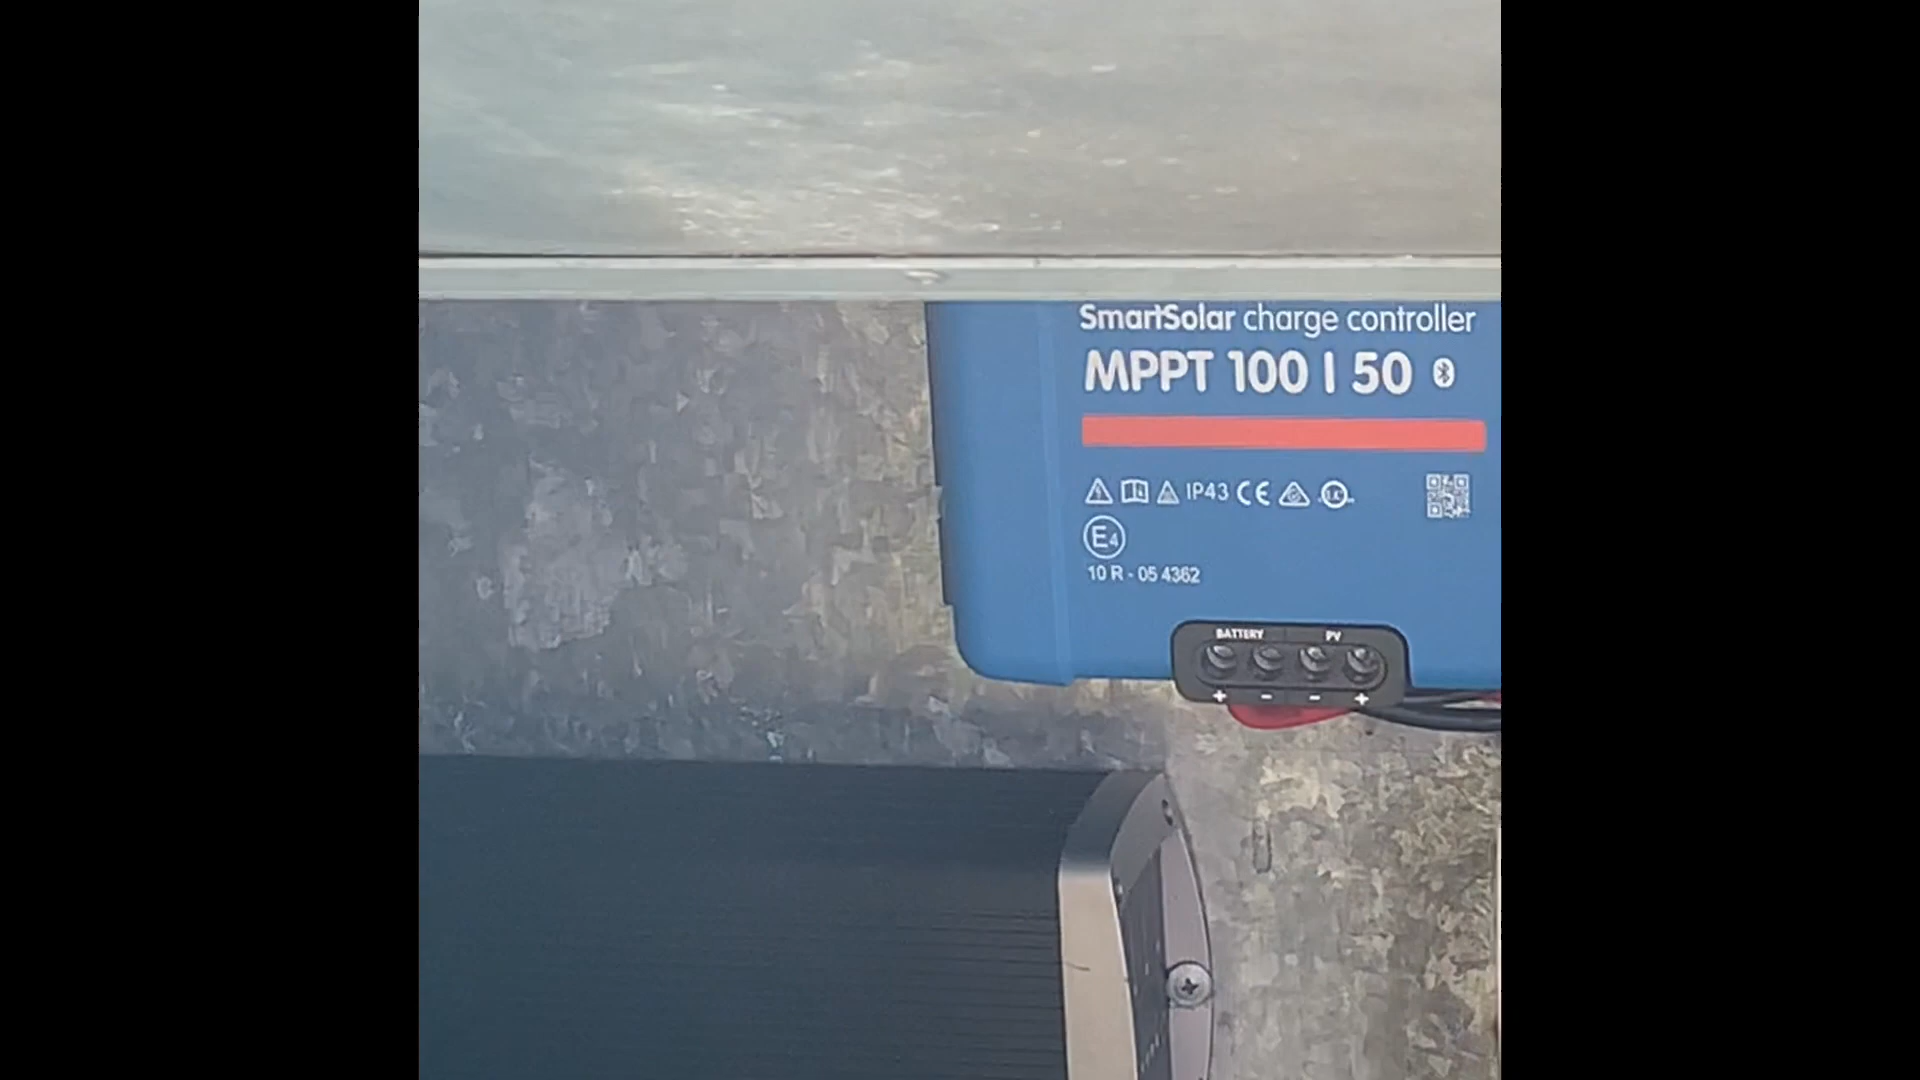 SmartSolar charge controller
MPPT 100 | 50
IP43 CE
E4
10 R - 05 4362
BATTERY PV
+ - - +